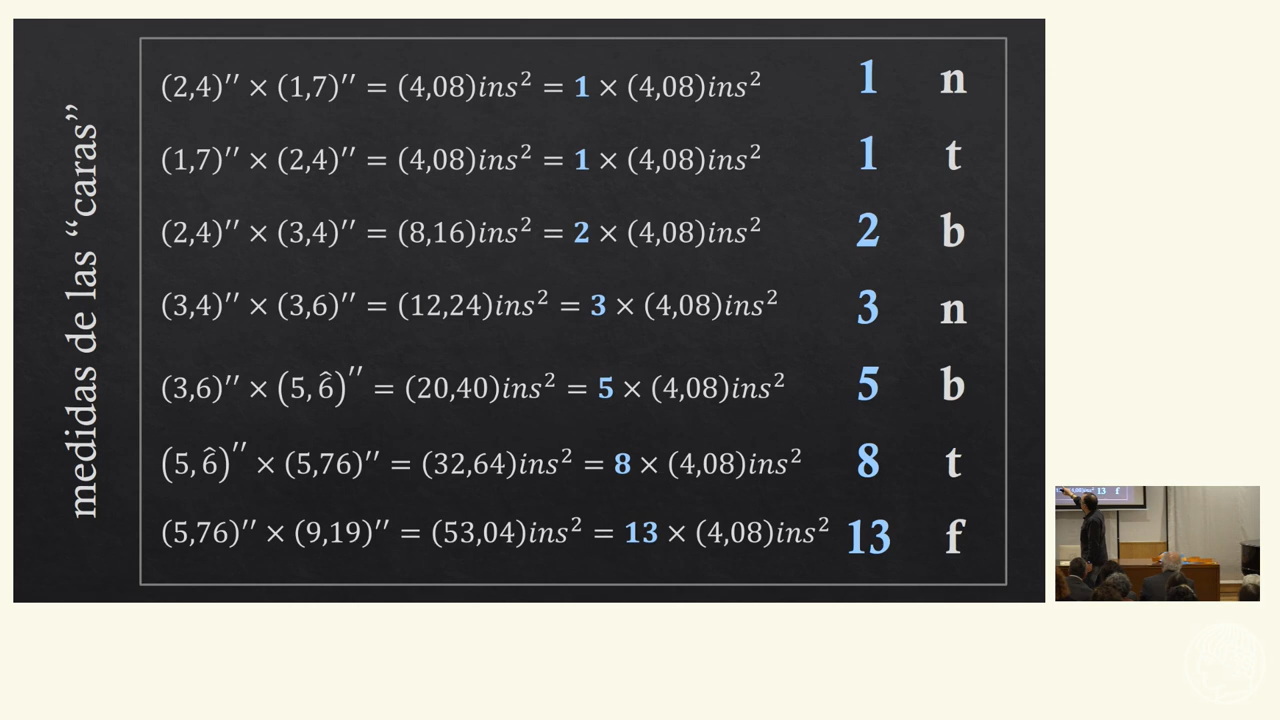 medidas de las “caras”
(2,4)′′ × (1,7)′′ = (4,08)ins² = 1 × (4,08)ins² 1 n
(1,7)′′ × (2,4)′′ = (4,08)ins² = 1 × (4,08)ins² 1 t
(2,4)′′ × (3,4)′′ = (8,16)ins² = 2 × (4,08)ins² 2 b
(3,4)′′ × (3,6)′′ = (12,24)ins² = 3 × (4,08)ins² 3 n
(3,6)′′ × (5,6̂)′′ = (20,40)ins² = 5 × (4,08)ins² 5 b
(5,6̂)′′ × (5,76)′′ = (32,64)ins² = 8 × (4,08)ins² 8 t
(5,76)′′ × (9,19)′′ = (53,04)ins² = 13 × (4,08)ins² 13 f
13 f